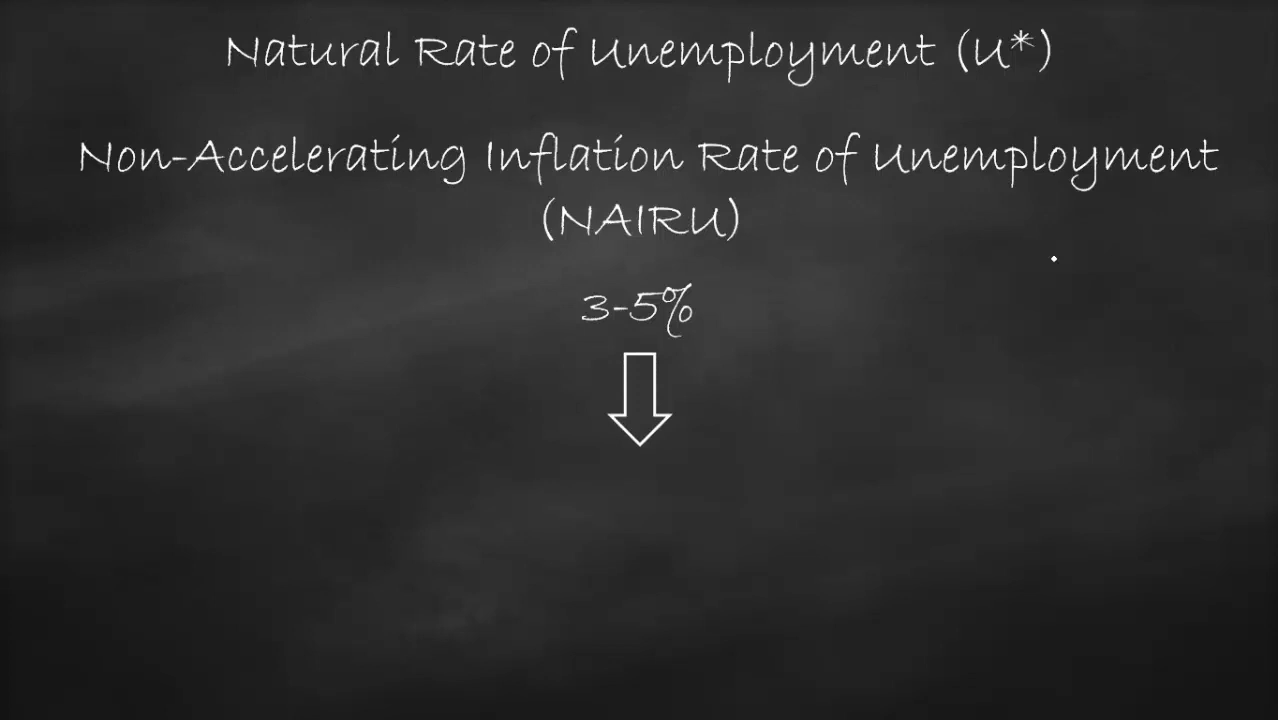 Natural Rate of Unemployment (U*)
Non-Accelerating Inflation Rate of Unemployment
(NAIRU)
3-5%